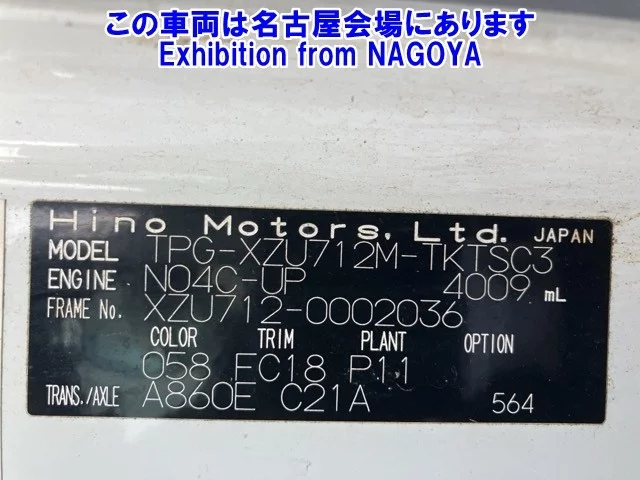 この車両は名古屋会場にあります
Exhibition from NAGOYA
Hino Motors, Ltd. JAPAN
MODEL TPG-XZU712M-TKTSC3
ENGINE N04C-UP 4009 mL
FRAME No. XZU712-0002036
COLOR TRIM PLANT OPTION
058 FC18 P11
TRANS./AXLE A860E C21A 564